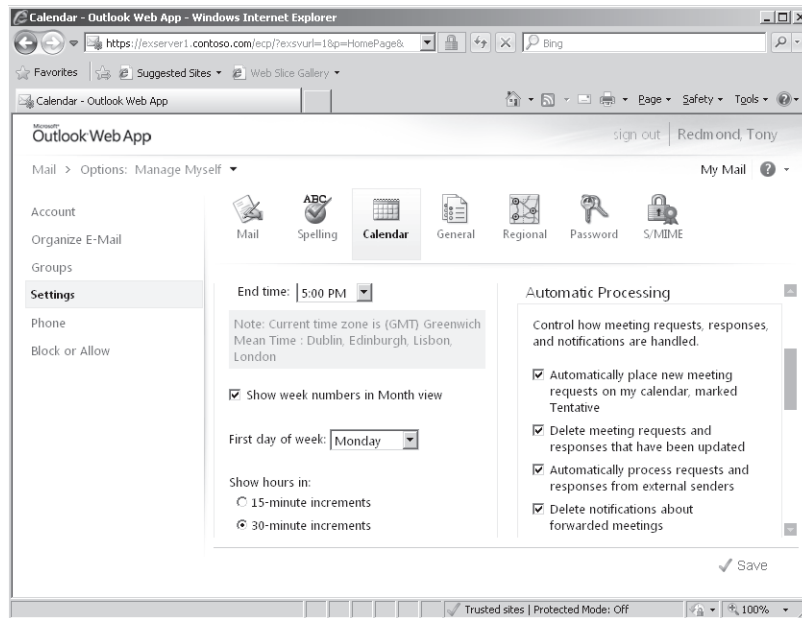 Calendar - Outlook Web App - Windows Internet Explorer
https://exserver1.contoso.com/ecp/?exsvurl=1&p=HomePage&
Bing
Favorites Suggested Sites Web Slice Gallery
Calendar - Outlook Web App
Page Safety Tools
Microsoft
Outlook Web App
sign out Redmond, Tony
Mail > Options: Manage Myself
My Mail
Account
Organize E-Mail
Groups
Settings
Phone
Block or Allow
ABC
Mail Spelling Calendar General Regional Password S/MIME
End time: 5:00 PM
Note: Current time zone is (GMT) Greenwich
Mean Time : Dublin, Edinburgh, Lisbon,
London
Show week numbers in Month view
First day of week: Monday
Show hours in:
15-minute increments
30-minute increments
Automatic Processing
Control how meeting requests, responses,
and notifications are handled.
Automatically place new meeting
requests on my calendar, marked
Tentative
Delete meeting requests and
responses that have been updated
Automatically process requests and
responses from external senders
Delete notifications about
forwarded meetings
Save
Trusted sites | Protected Mode: Off
100%